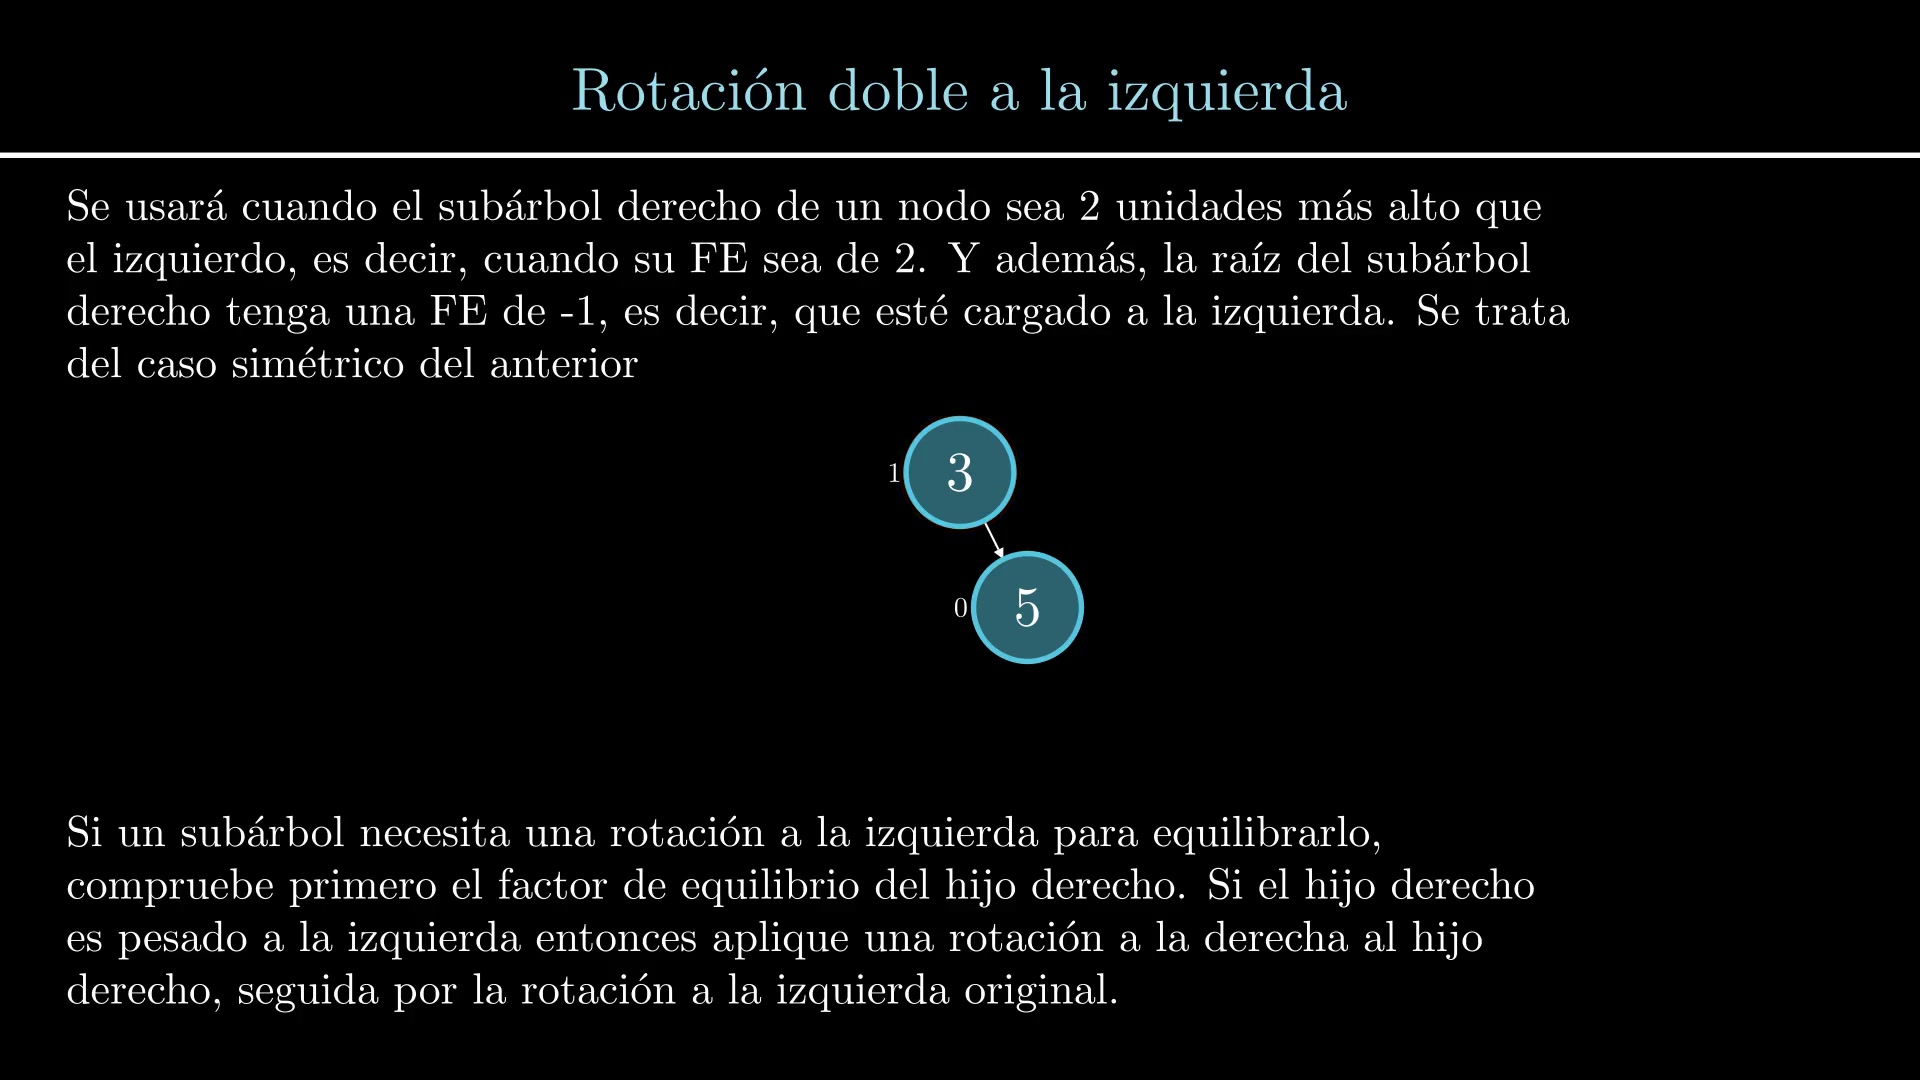 Rotación doble a la izquierda
Se usará cuando el subárbol derecho de un nodo sea 2 unidades más alto que
el izquierdo, es decir, cuando su FE sea de 2. Y además, la raíz del subárbol
derecho tenga una FE de -1, es decir, que esté cargado a la izquierda. Se trata
del caso simétrico del anterior
1 3
0 5
Si un subárbol necesita una rotación a la izquierda para equilibrarlo,
compruebe primero el factor de equilibrio del hijo derecho. Si el hijo derecho
es pesado a la izquierda entonces aplique una rotación a la derecha al hijo
derecho, seguida por la rotación a la izquierda original.